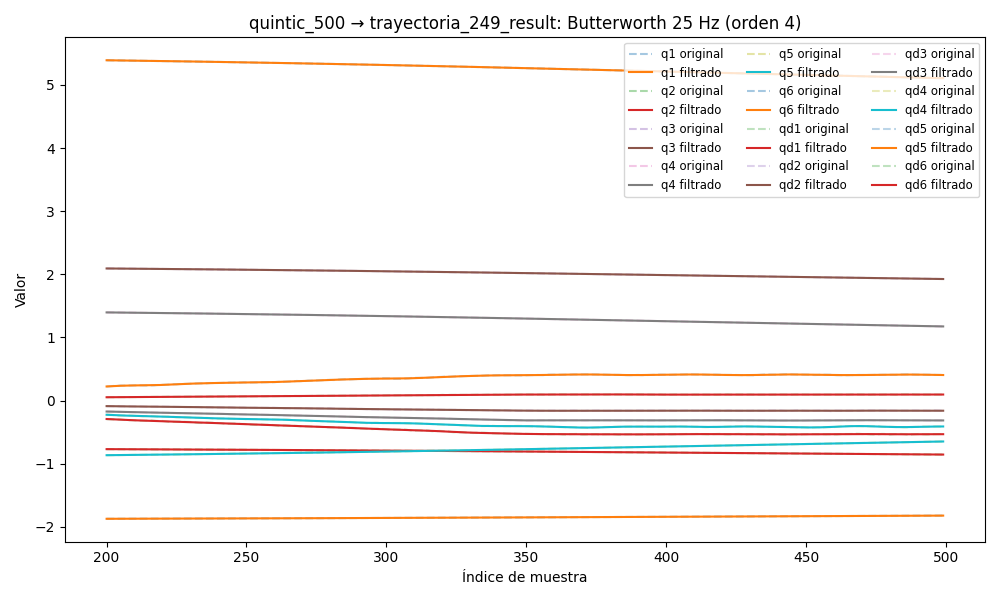 quintic_500 → trayectoria_249_result: Butterworth 25 Hz (orden 4)
q1 original
q1 filtrado
q2 original
q2 filtrado
q3 original
q3 filtrado
q4 original
q4 filtrado
q5 original
q5 filtrado
q6 original
q6 filtrado
qd1 original
qd1 filtrado
qd2 original
qd2 filtrado
qd3 original
qd3 filtrado
qd4 original
qd4 filtrado
qd5 original
qd5 filtrado
qd6 original
qd6 filtrado
Valor
5
4
3
2
1
0
−1
−2
200
250
300
350
400
450
500
Índice de muestra